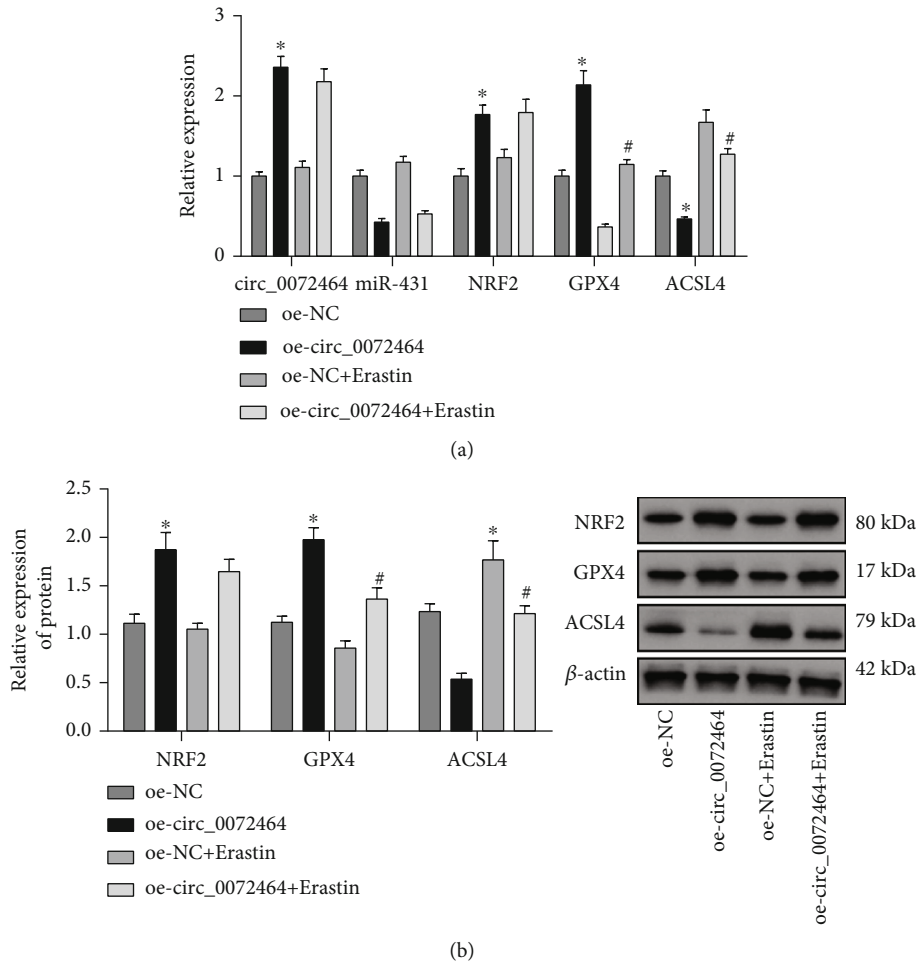 3
2
1
0
Relative expression
*
*
*
#
*
#
circ_0072464 miR-431 NRF2 GPX4 ACSL4
oe-NC
oe-circ_0072464
oe-NC+Erastin
oe-circ_0072464+Erastin
(a)
2.5
2.0
1.5
1.0
0.5
0.0
Relative expression
of protein
*
*
#
*
#
NRF2 GPX4 ACSL4
oe-NC
oe-circ_0072464
oe-NC+Erastin
oe-circ_0072464+Erastin
NRF2 80 kDa
GPX4 17 kDa
ACSL4 79 kDa
β-actin 42 kDa
oe-NC
oe-circ_0072464
oe-NC+Erastin
oe-circ_0072464+Erastin
(b)